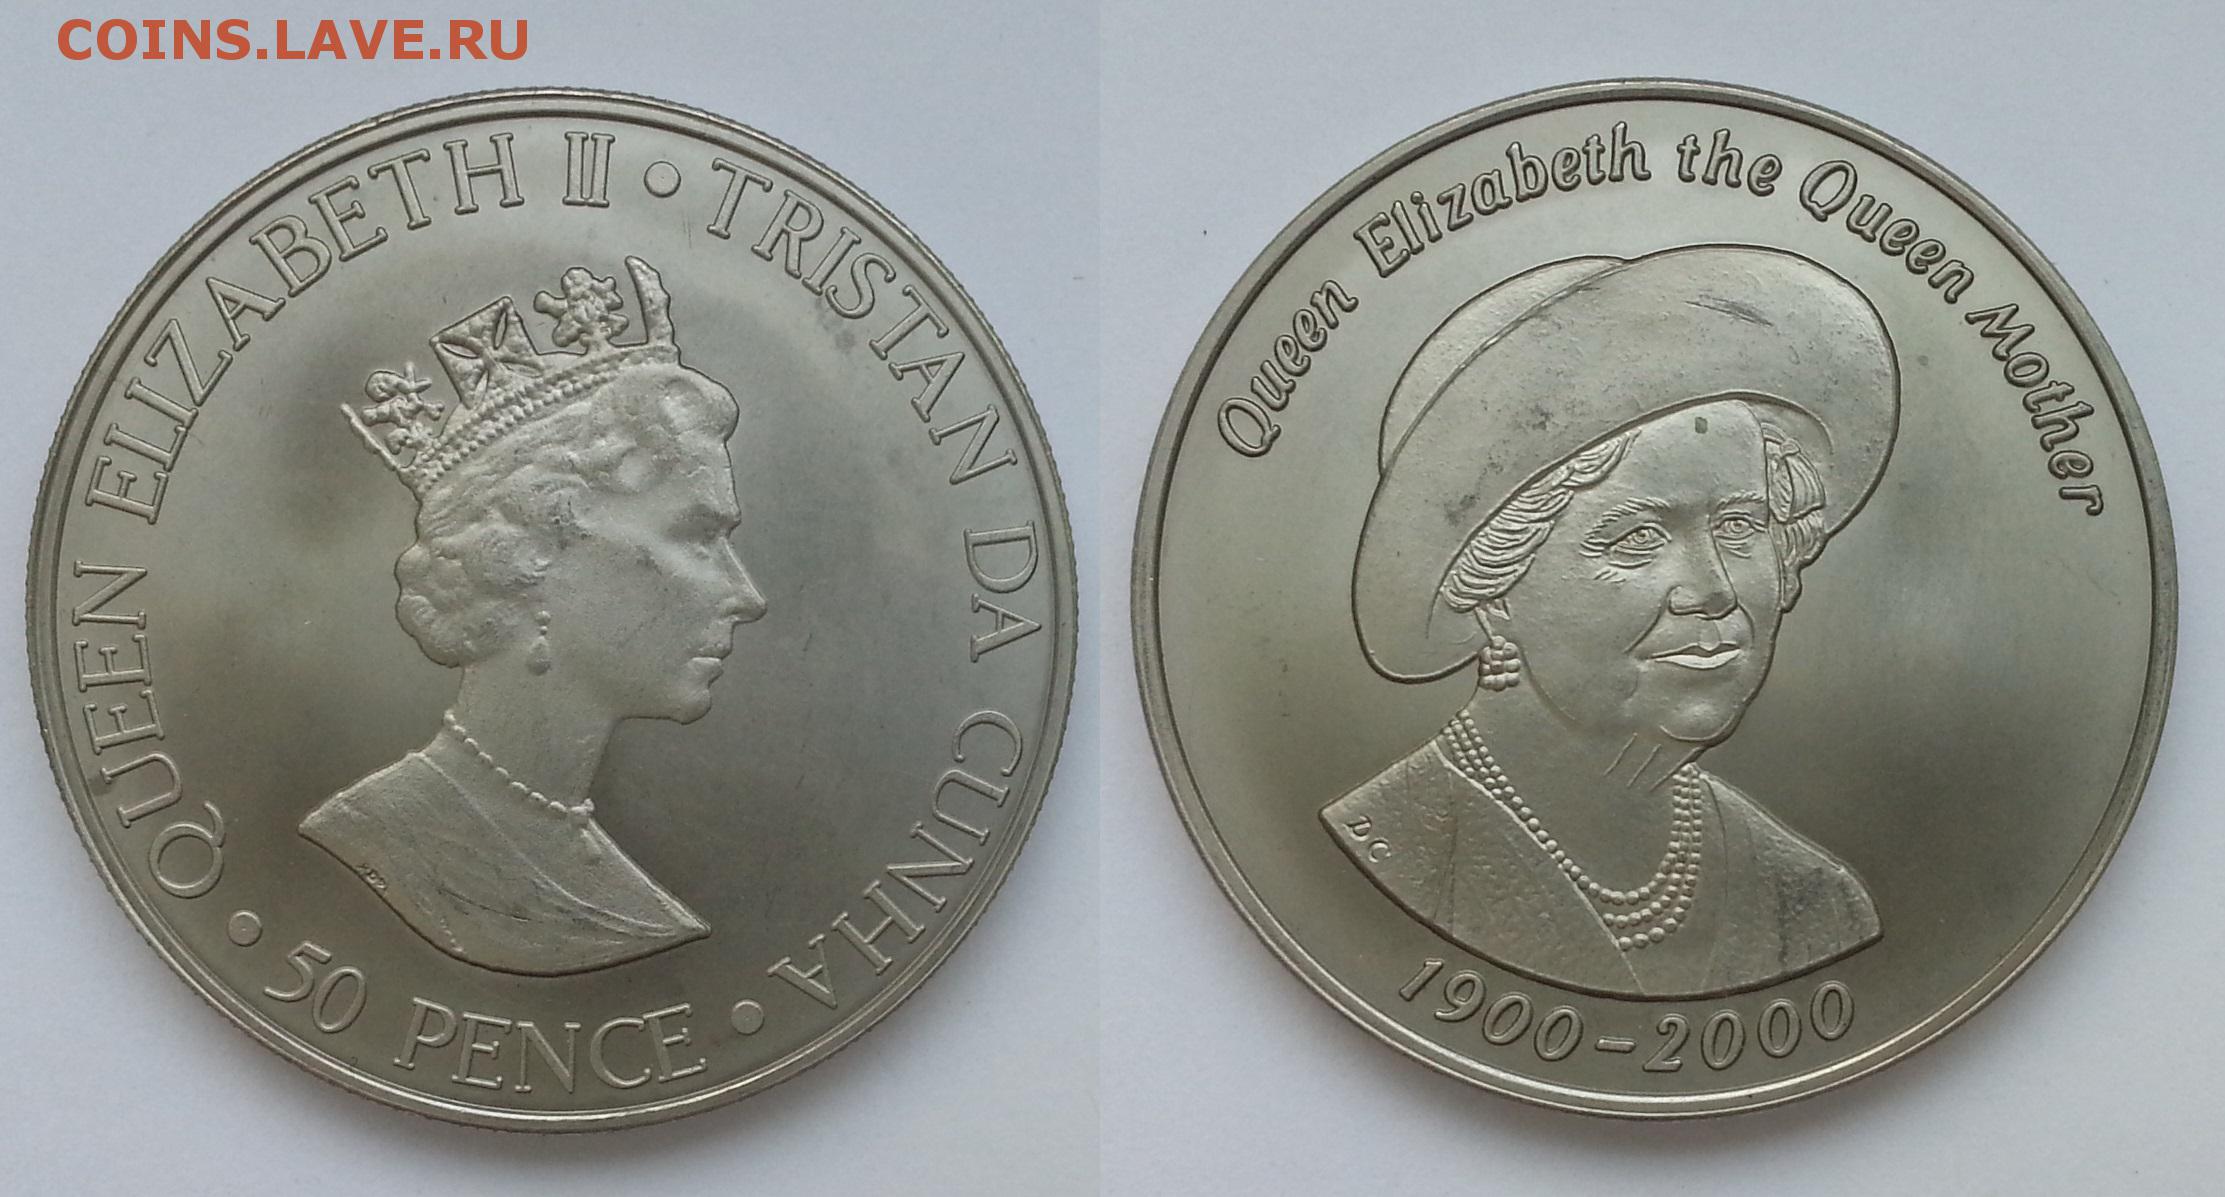 COINS.LAVE.RU
QUEEN ELIZABETH II • TRISTAN DA CUNHA • 50 PENCE •
Queen Elizabeth the Queen Mother
DC
1900-2000